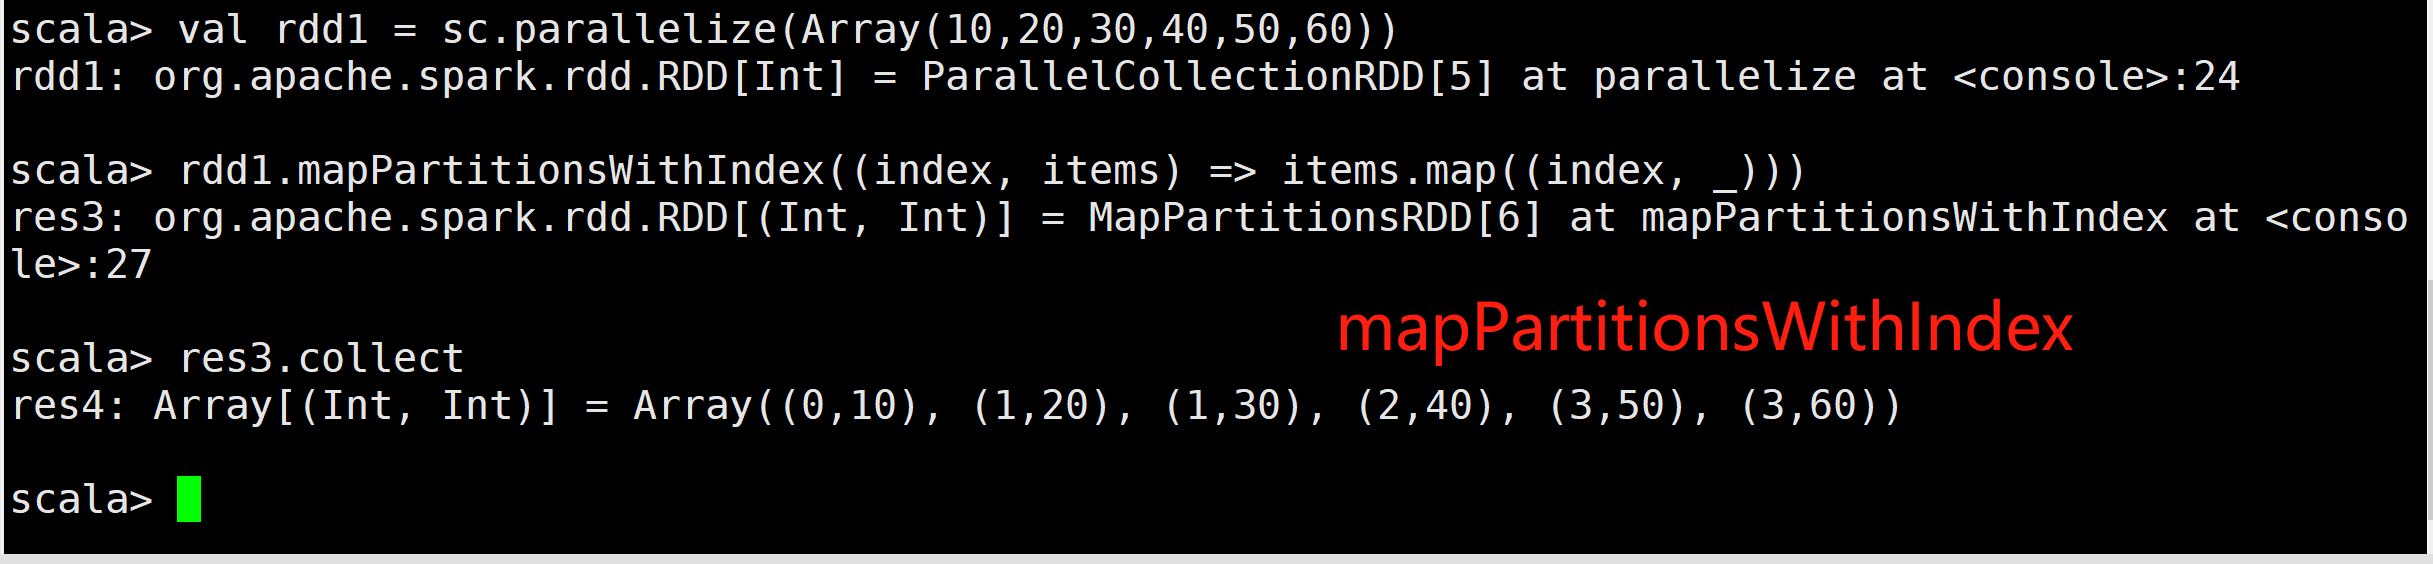 scala> val rdd1 = sc.parallelize(Array(10,20,30,40,50,60))
rdd1: org.apache.spark.rdd.RDD[Int] = ParallelCollectionRDD[5] at parallelize at <console>:24
scala> rdd1.mapPartitionsWithIndex((index, items) => items.map((index, _)))
res3: org.apache.spark.rdd.RDD[(Int, Int)] = MapPartitionsRDD[6] at mapPartitionsWithIndex at <conso
le>:27
mapPartitionsWithIndex
scala> res3.collect
res4: Array[(Int, Int)] = Array((0,10), (1,20), (1,30), (2,40), (3,50), (3,60))
scala>